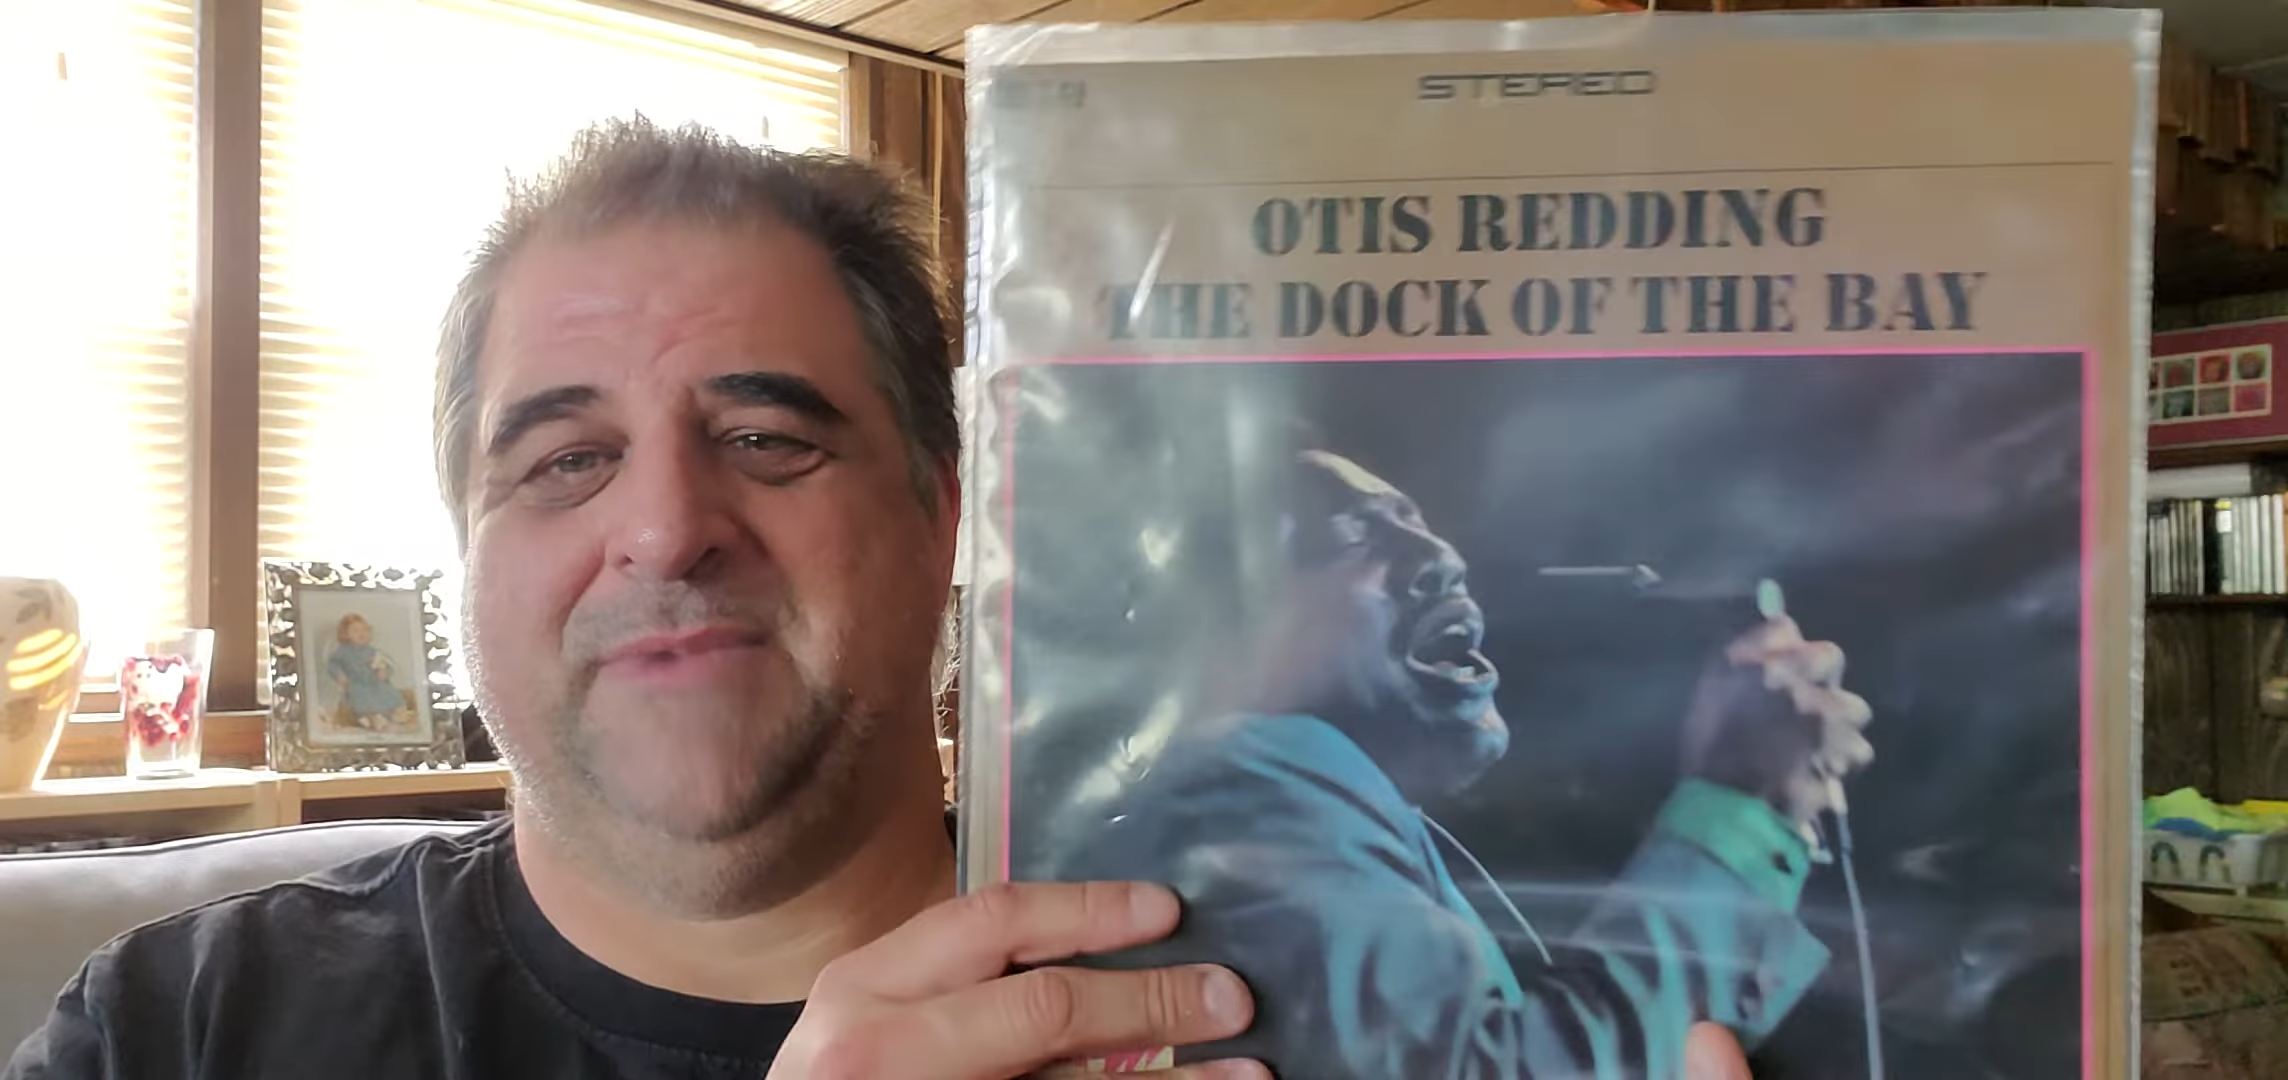 STEREO
OTIS REDDING
THE DOCK OF THE BAY